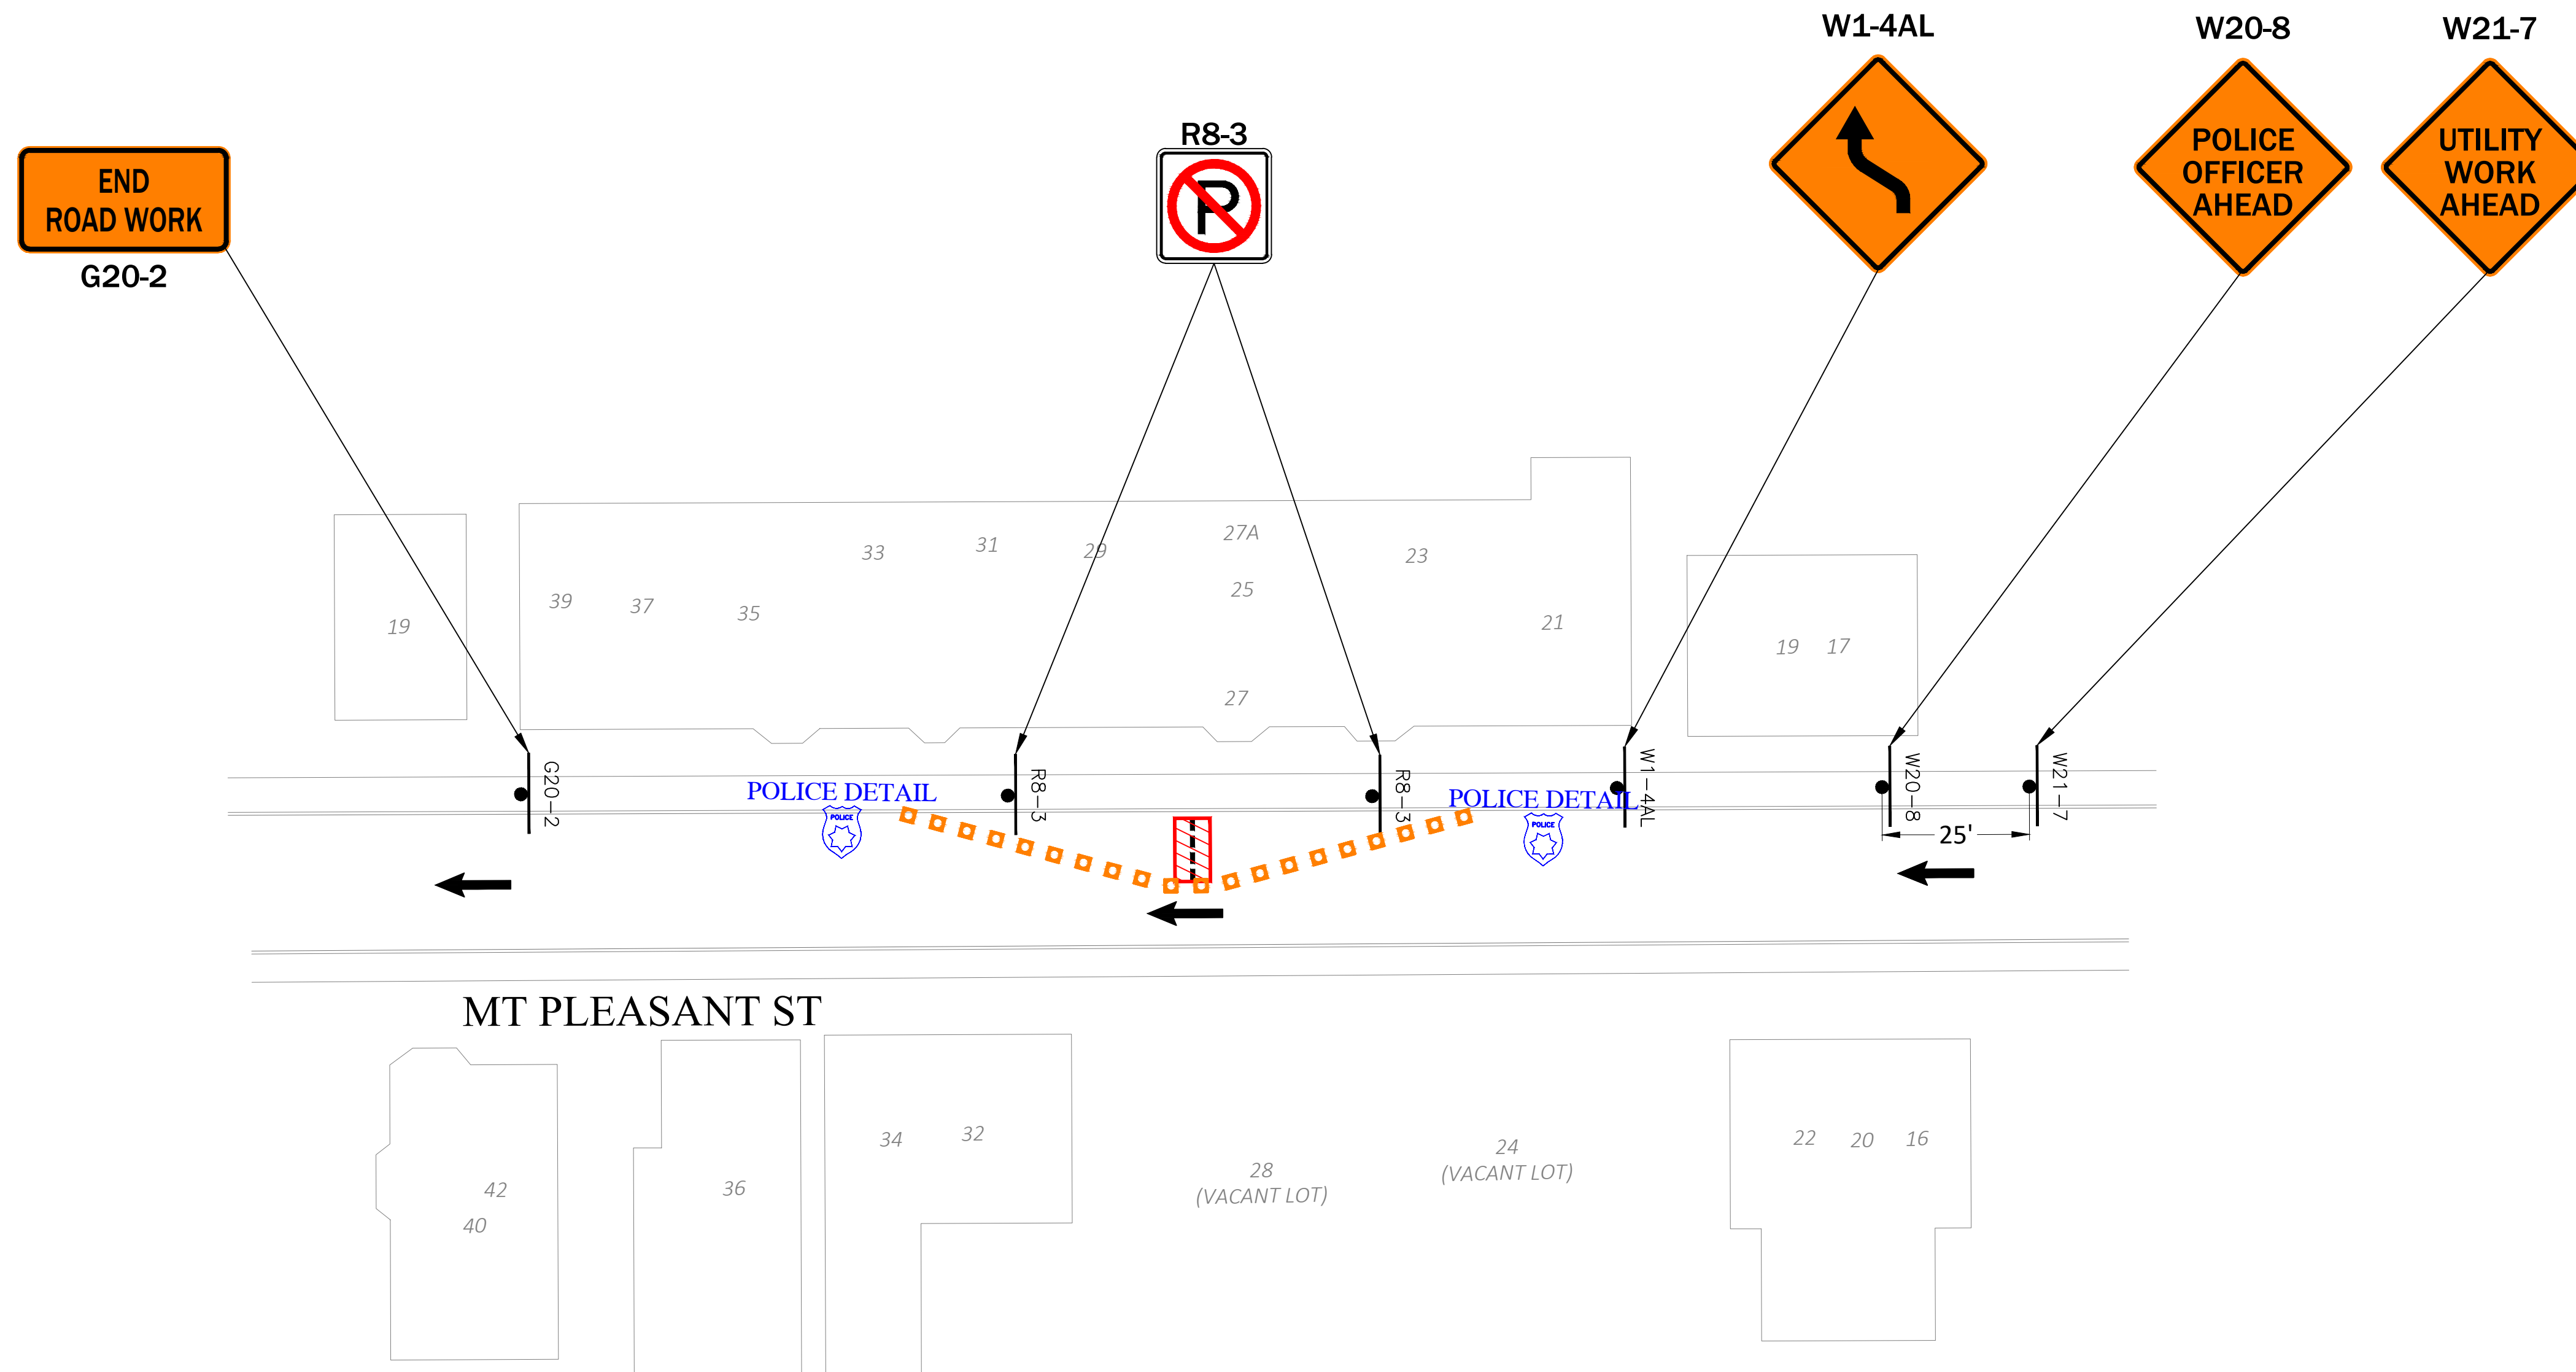 W1-4AL
W20-8
W21-7
R8-3
END
ROAD WORK
G20-2
POLICE
OFFICER
AHEAD
UTILITY
WORK
AHEAD
27A
33
31
29
23
25
39
37
35
19
21
19
17
27
G20-2
R8-3
R8-3
W1-4AL
W20-8
W21-7
POLICE DETAIL
POLICE
POLICE DETAIL
POLICE
25'
MT PLEASANT ST
34
32
22
20
16
24
(VACANT LOT)
28
(VACANT LOT)
42
36
40